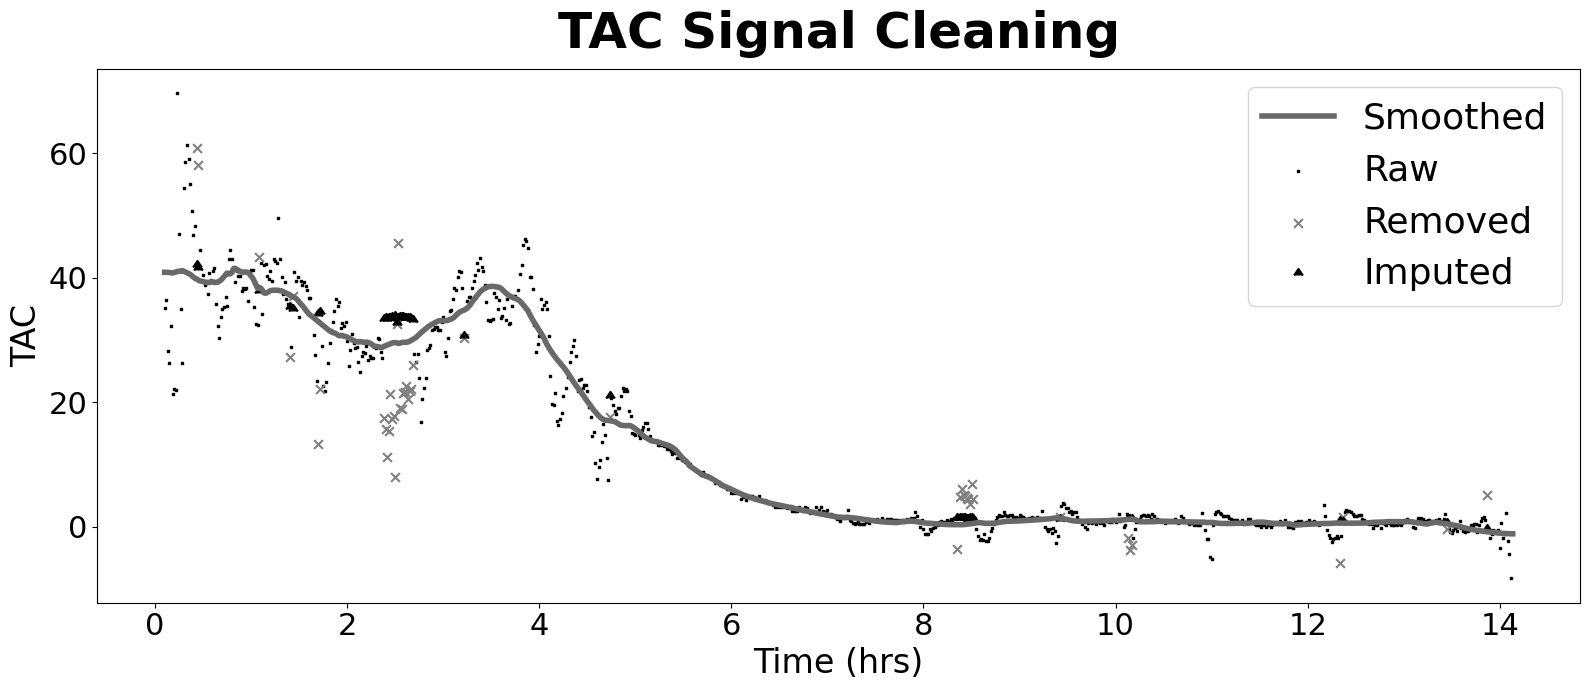 TAC Signal Cleaning
Smoothed
Raw
Removed
Imputed
TAC
60
40
20
0
0 2 4 6 8 10 12 14
Time (hrs)